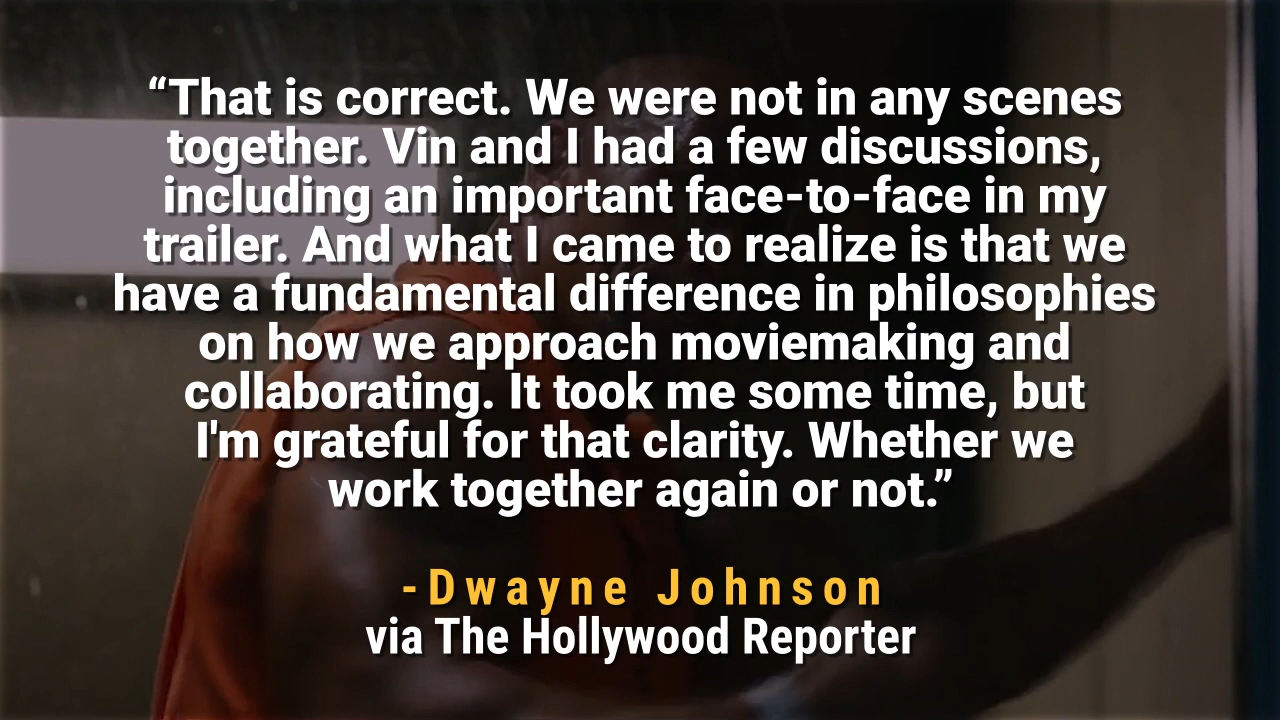 “That is correct. We were not in any scenes
together. Vin and I had a few discussions,
including an important face-to-face in my
trailer. And what I came to realize is that we
have a fundamental difference in philosophies
on how we approach moviemaking and
collaborating. It took me some time, but
I'm grateful for that clarity. Whether we
work together again or not.”
-Dwayne Johnson
via The Hollywood Reporter